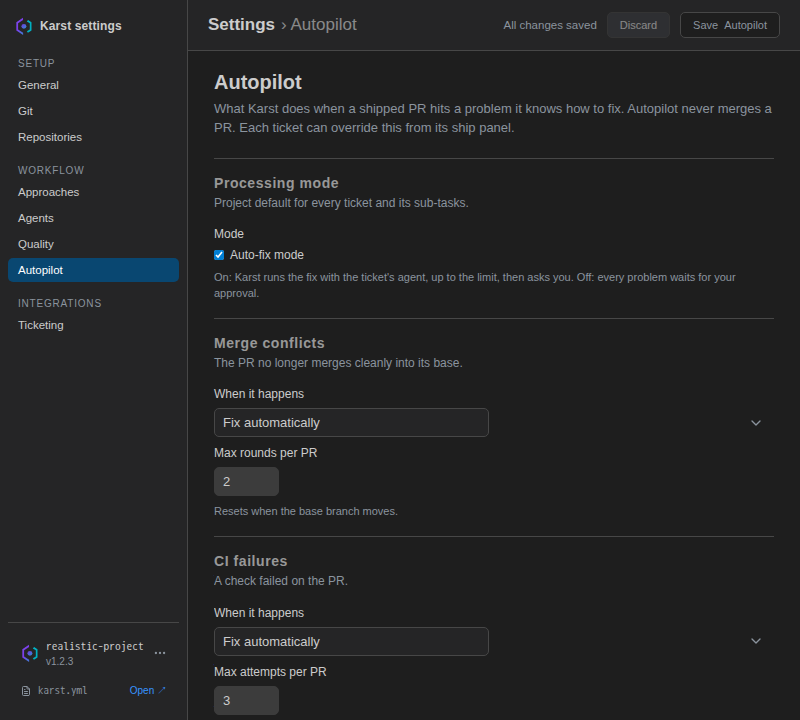 Karst settings
SETUP
General
Git
Repositories
WORKFLOW
Approaches
Agents
Quality
Autopilot
INTEGRATIONS
Ticketing
realistic-project
v1.2.3
karst.yml
Open ↗
Settings › Autopilot
All changes saved
Discard
Save Autopilot
Autopilot
What Karst does when a shipped PR hits a problem it knows how to fix. Autopilot never merges a
PR. Each ticket can override this from its ship panel.
Processing mode
Project default for every ticket and its sub-tasks.
Mode
Auto-fix mode
On: Karst runs the fix with the ticket's agent, up to the limit, then asks you. Off: every problem waits for your
approval.
Merge conflicts
The PR no longer merges cleanly into its base.
When it happens
Fix automatically
Max rounds per PR
2
Resets when the base branch moves.
CI failures
A check failed on the PR.
When it happens
Fix automatically
Max attempts per PR
3